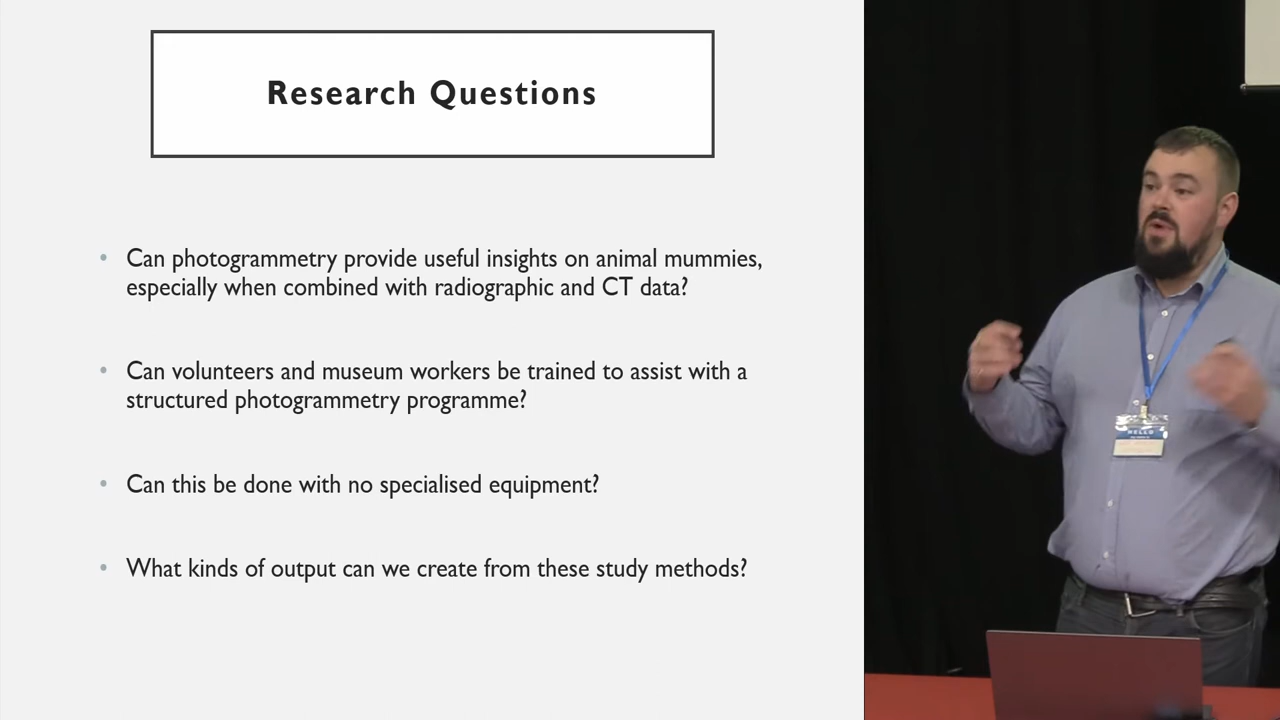 Research Questions
• Can photogrammetry provide useful insights on animal mummies,
especially when combined with radiographic and CT data?
• Can volunteers and museum workers be trained to assist with a
structured photogrammetry programme?
• Can this be done with no specialised equipment?
• What kinds of output can we create from these study methods?
HELLO